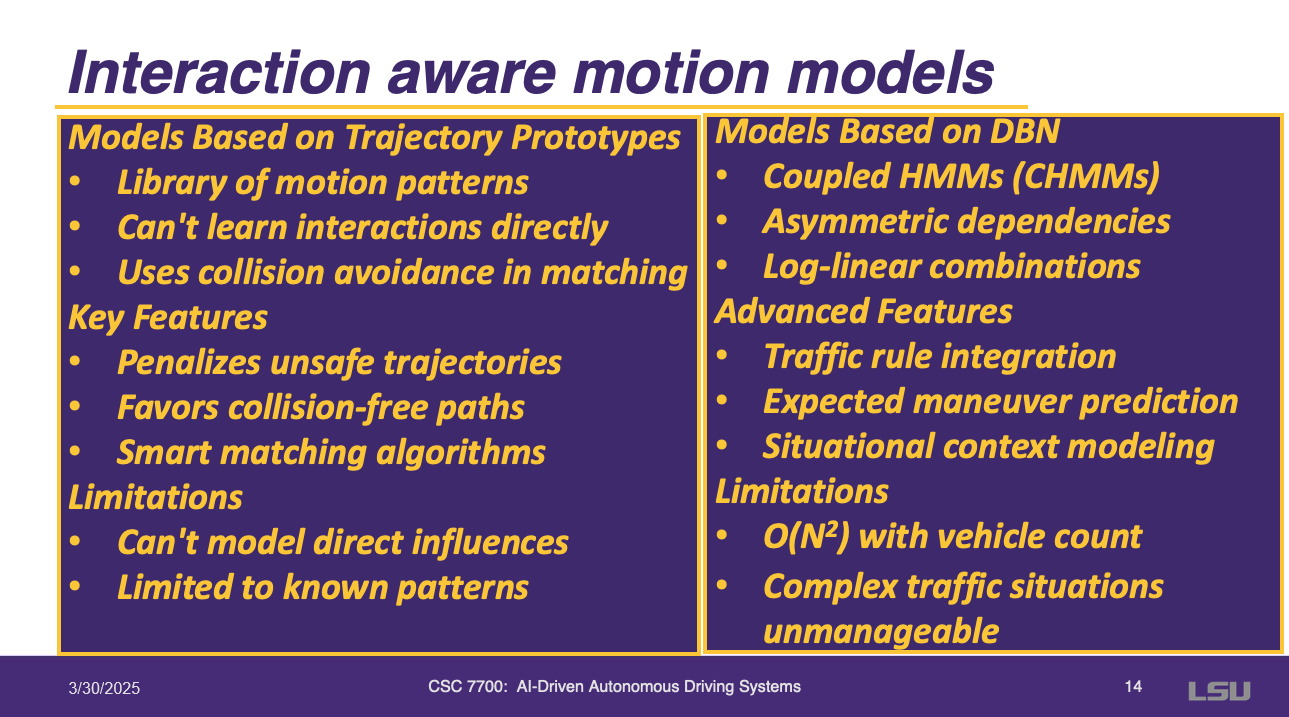 Interaction aware motion models
Models Based on Trajectory Prototypes
• Library of motion patterns
• Can't learn interactions directly
• Uses collision avoidance in matching
Key Features
• Penalizes unsafe trajectories
• Favors collision-free paths
• Smart matching algorithms
Limitations
• Can't model direct influences
• Limited to known patterns
Models Based on DBN
• Coupled HMMs (CHMMs)
• Asymmetric dependencies
• Log-linear combinations
Advanced Features
• Traffic rule integration
• Expected maneuver prediction
• Situational context modeling
Limitations
• O(N²) with vehicle count
• Complex traffic situations
unmanageable
3/30/2025
CSC 7700: AI-Driven Autonomous Driving Systems
14
LSU